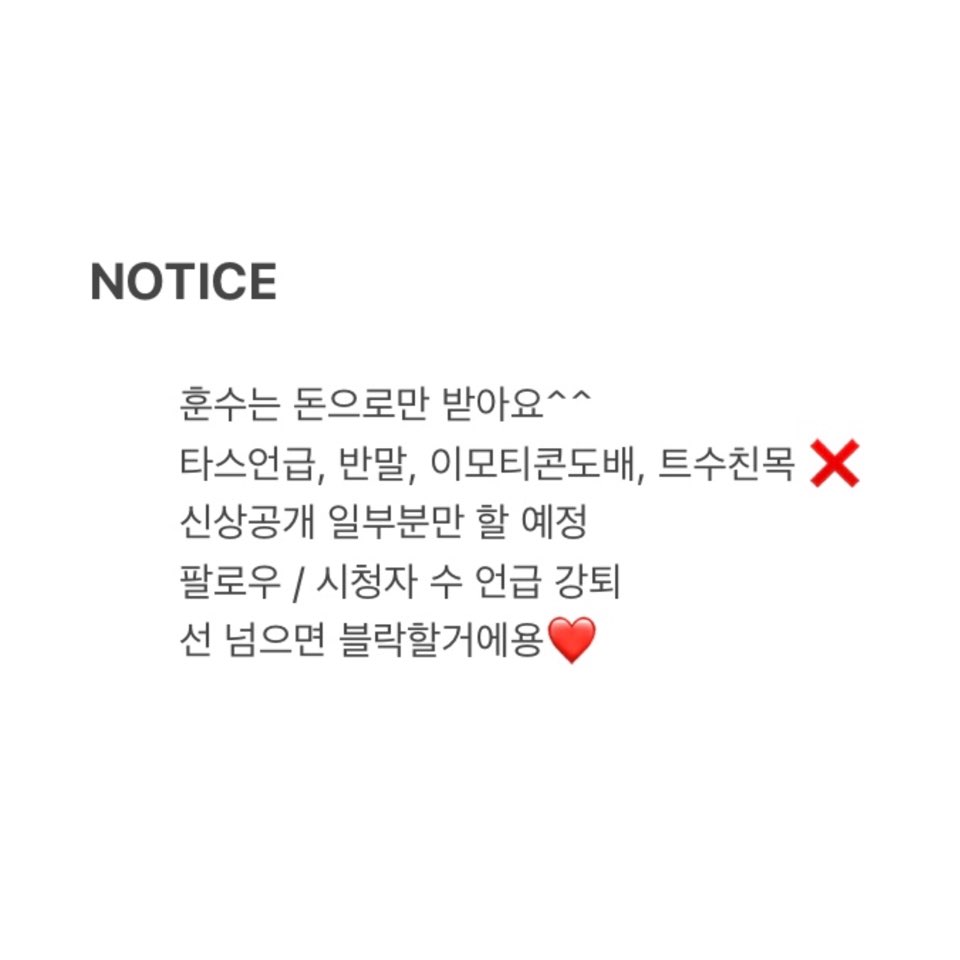 NOTICE
훈수는 돈으로만 받아요^^
타스언급, 반말, 이모티콘도배, 트수친목 ❌
신상공개 일부분만 할 예정
팔로우 / 시청자 수 언급 강퇴
선 넘으면 블락할거에용❤️